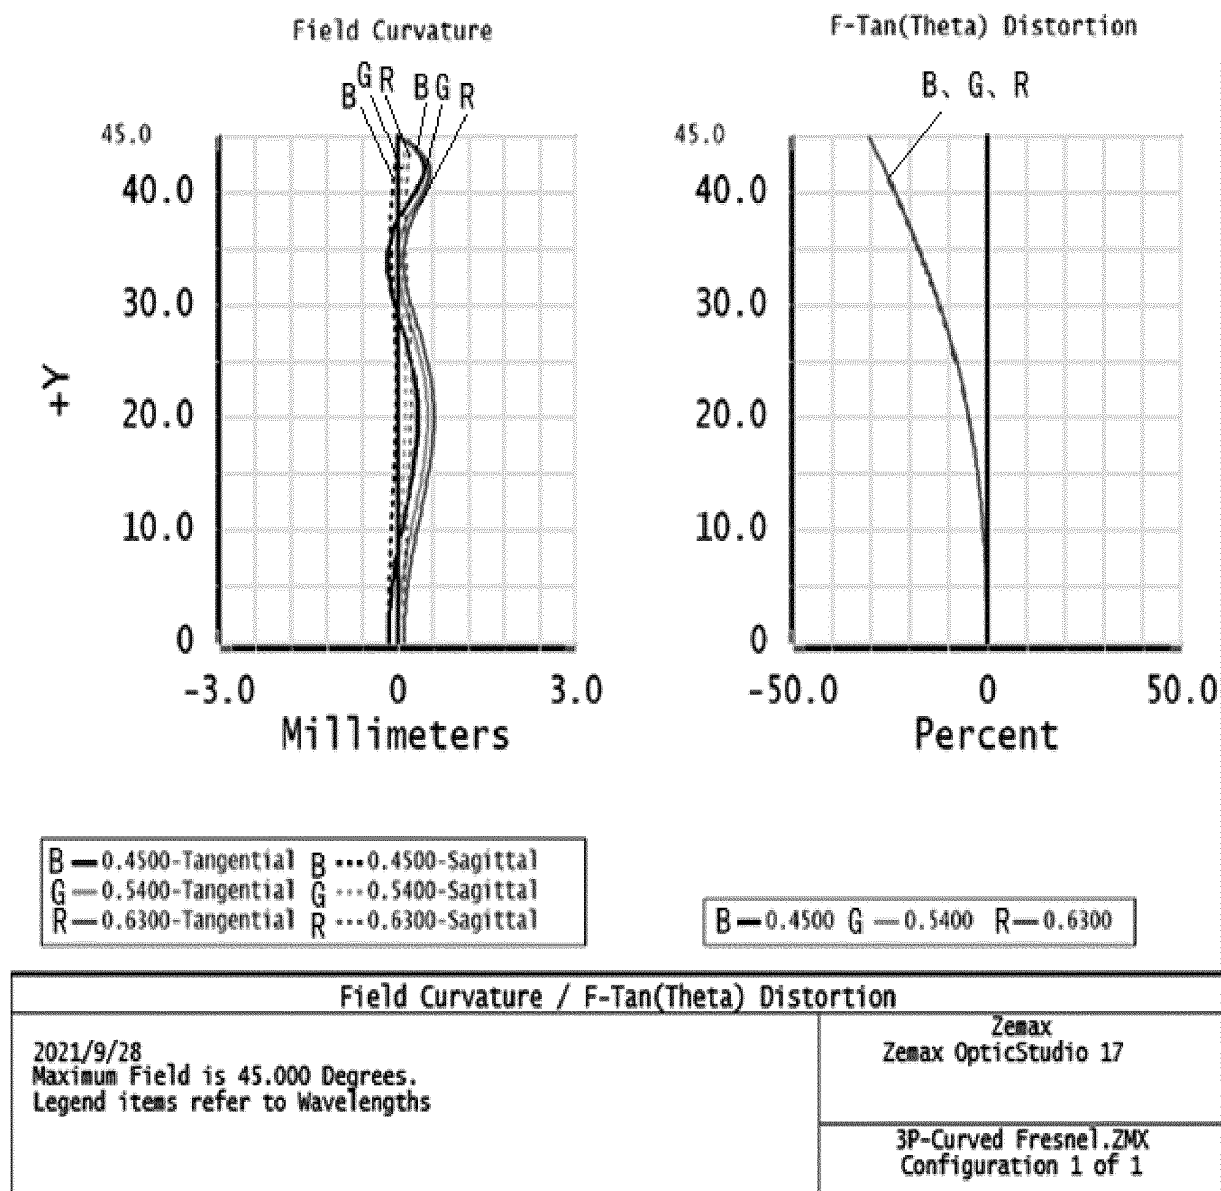 Field Curvature
F-Tan(Theta) Distortion
B G R B G R
B、G、R
45.0
40.0
30.0
20.0
10.0
0
+Y
-3.0 0 3.0
Millimeters
45.0
40.0
30.0
20.0
10.0
0
-50.0 0 50.0
Percent
B 0.4500-Tangential B 0.4500-Sagittal
G 0.5400-Tangential G 0.5400-Sagittal
R 0.6300-Tangential R 0.6300-Sagittal
B 0.4500 G 0.5400 R 0.6300
Field Curvature / F-Tan(Theta) Distortion
2021/9/28
Maximum Field is 45.000 Degrees.
Legend items refer to Wavelengths
Zemax
Zemax OpticStudio 17
3P-Curved Fresnel.ZMX
Configuration 1 of 1